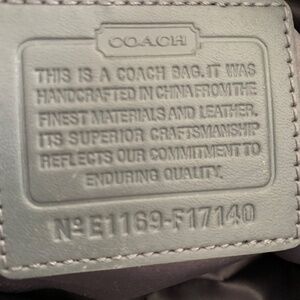 COACH
THIS IS A COACH BAG. IT WAS
HANDCRAFTED IN CHINA FROM THE
FINEST MATERIALS AND LEATHER.
ITS SUPERIOR CRAFTSMANSHIP
REFLECTS OUR COMMITMENT TO
ENDURING QUALITY.
Nº E1169-F17140